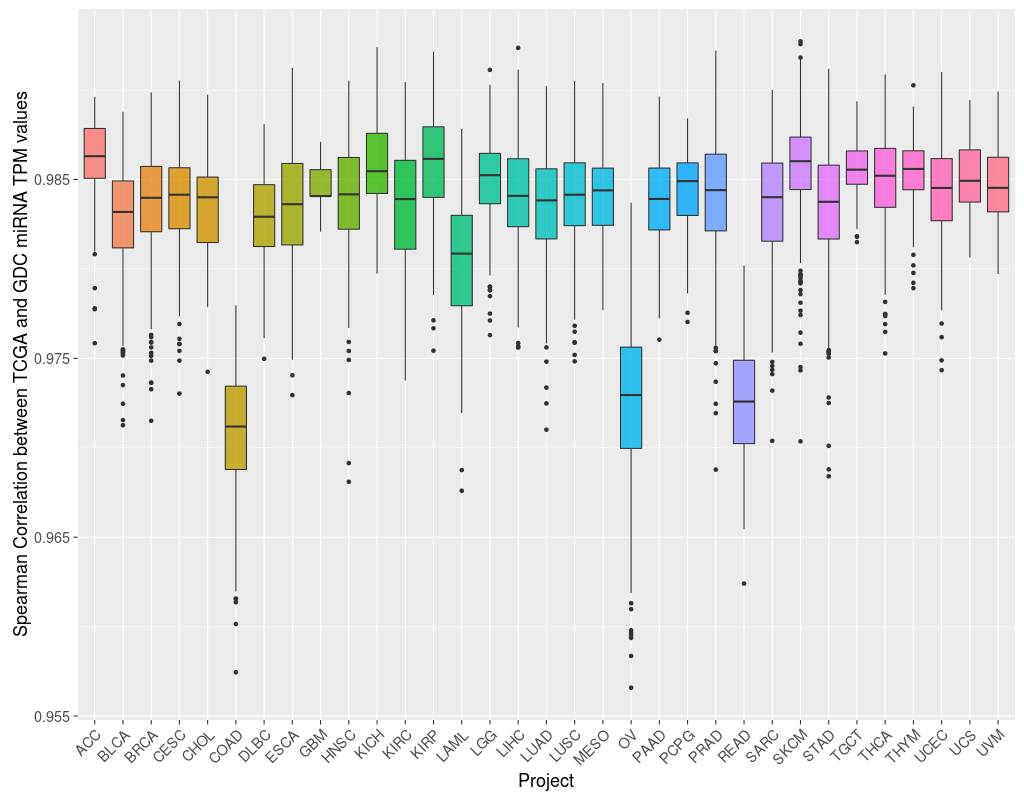 Spearman Correlation between TCGA and GDC miRNA TPM values
0.985
0.975
0.965
0.955
ACC
BLCA
BRCA
CESC
CHOL
COAD
DLBC
ESCA
GBM
HNSC
KICH
KIRC
KIRP
LAML
LGG
LIHC
LUAD
LUSC
MESO
OV
PAAD
PCPG
PRAD
READ
SARC
SKCM
STAD
TGCT
THCA
THYM
UCEC
UCS
UVM
Project